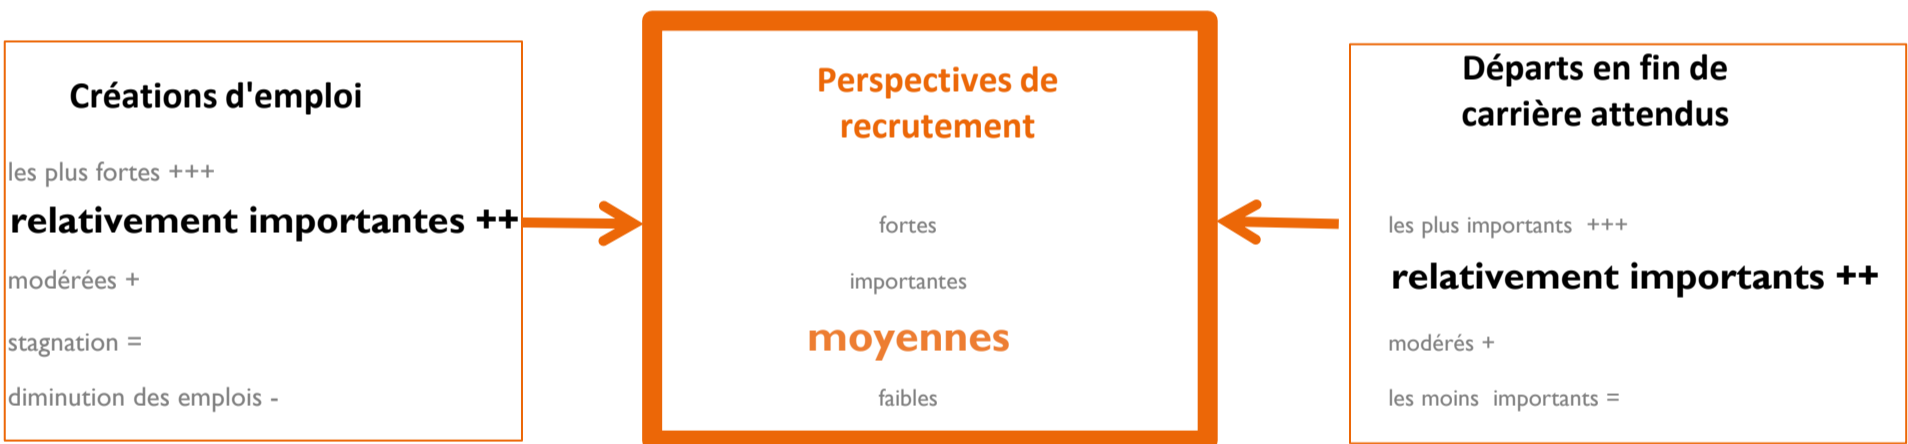 Créations d'emploi
les plus fortes +++
relativement importantes ++
modérées +
stagnation =
diminution des emplois -
Perspectives de
recrutement
fortes
importantes
moyennes
faibles
Départs en fin de
carrière attendus
les plus importants +++
relativement importants ++
modérés +
les moins importants =